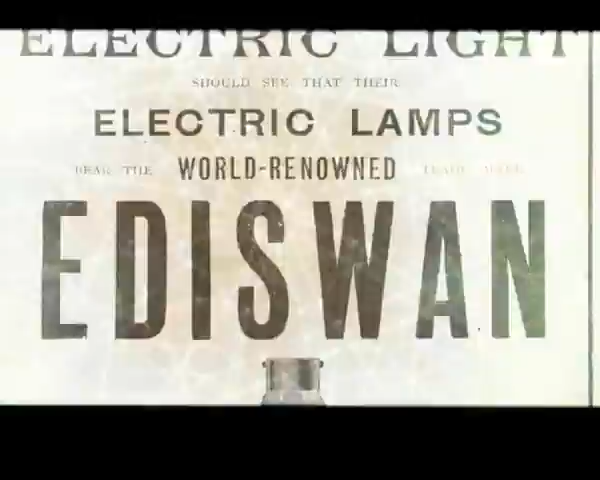 ELECTRIC LIGHT
SHOULD SEE THAT THEIR
ELECTRIC LAMPS
BEAR THE WORLD-RENOWNED TRADE MARK
EDISWAN